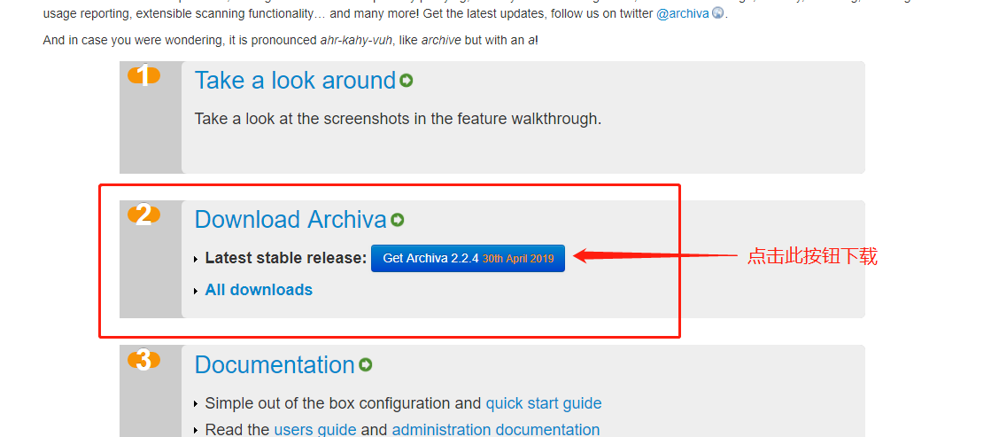 usage reporting, extensible scanning functionality… and many more! Get the latest updates, follow us on twitter @archiva.
And in case you were wondering, it is pronounced ahr-kahy-vuh, like archive but with an a!
1
Take a look around
Take a look at the screenshots in the feature walkthrough.
2
Download Archiva
Latest stable release: Get Archiva 2.2.4 30th April 2019
点击此按钮下载
All downloads
3
Documentation
Simple out of the box configuration and quick start guide
Read the users guide and administration documentation